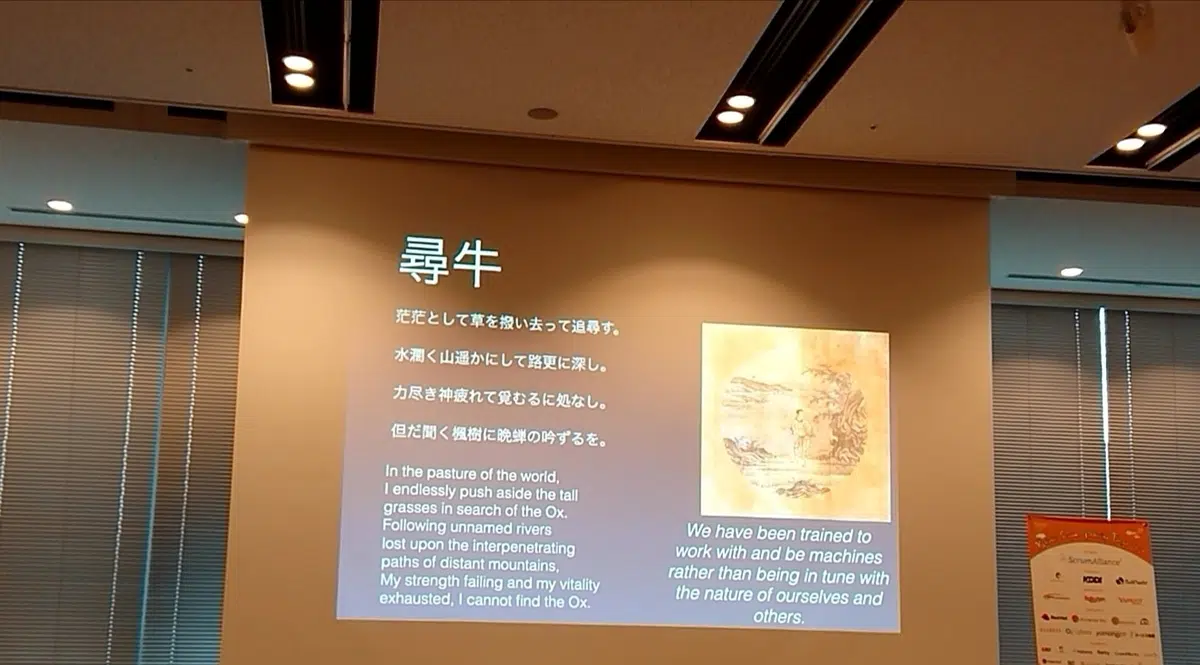 尋牛
茫茫として草を撥い去って追尋す。
水濶く山遥かにして路更に深し。
力尽き神疲れて覓むるに処なし。
但だ聞く楓樹に晩蝉の吟ずるを。
In the pasture of the world,
I endlessly push aside the tall
grasses in search of the Ox.
Following unnamed rivers
lost upon the interpenetrating
paths of distant mountains,
My strength failing and my vitality
exhausted, I cannot find the Ox.
We have been trained to
work with and be machines
rather than being in tune with
the nature of ourselves and
others.
ScrumAlliance
KDDI